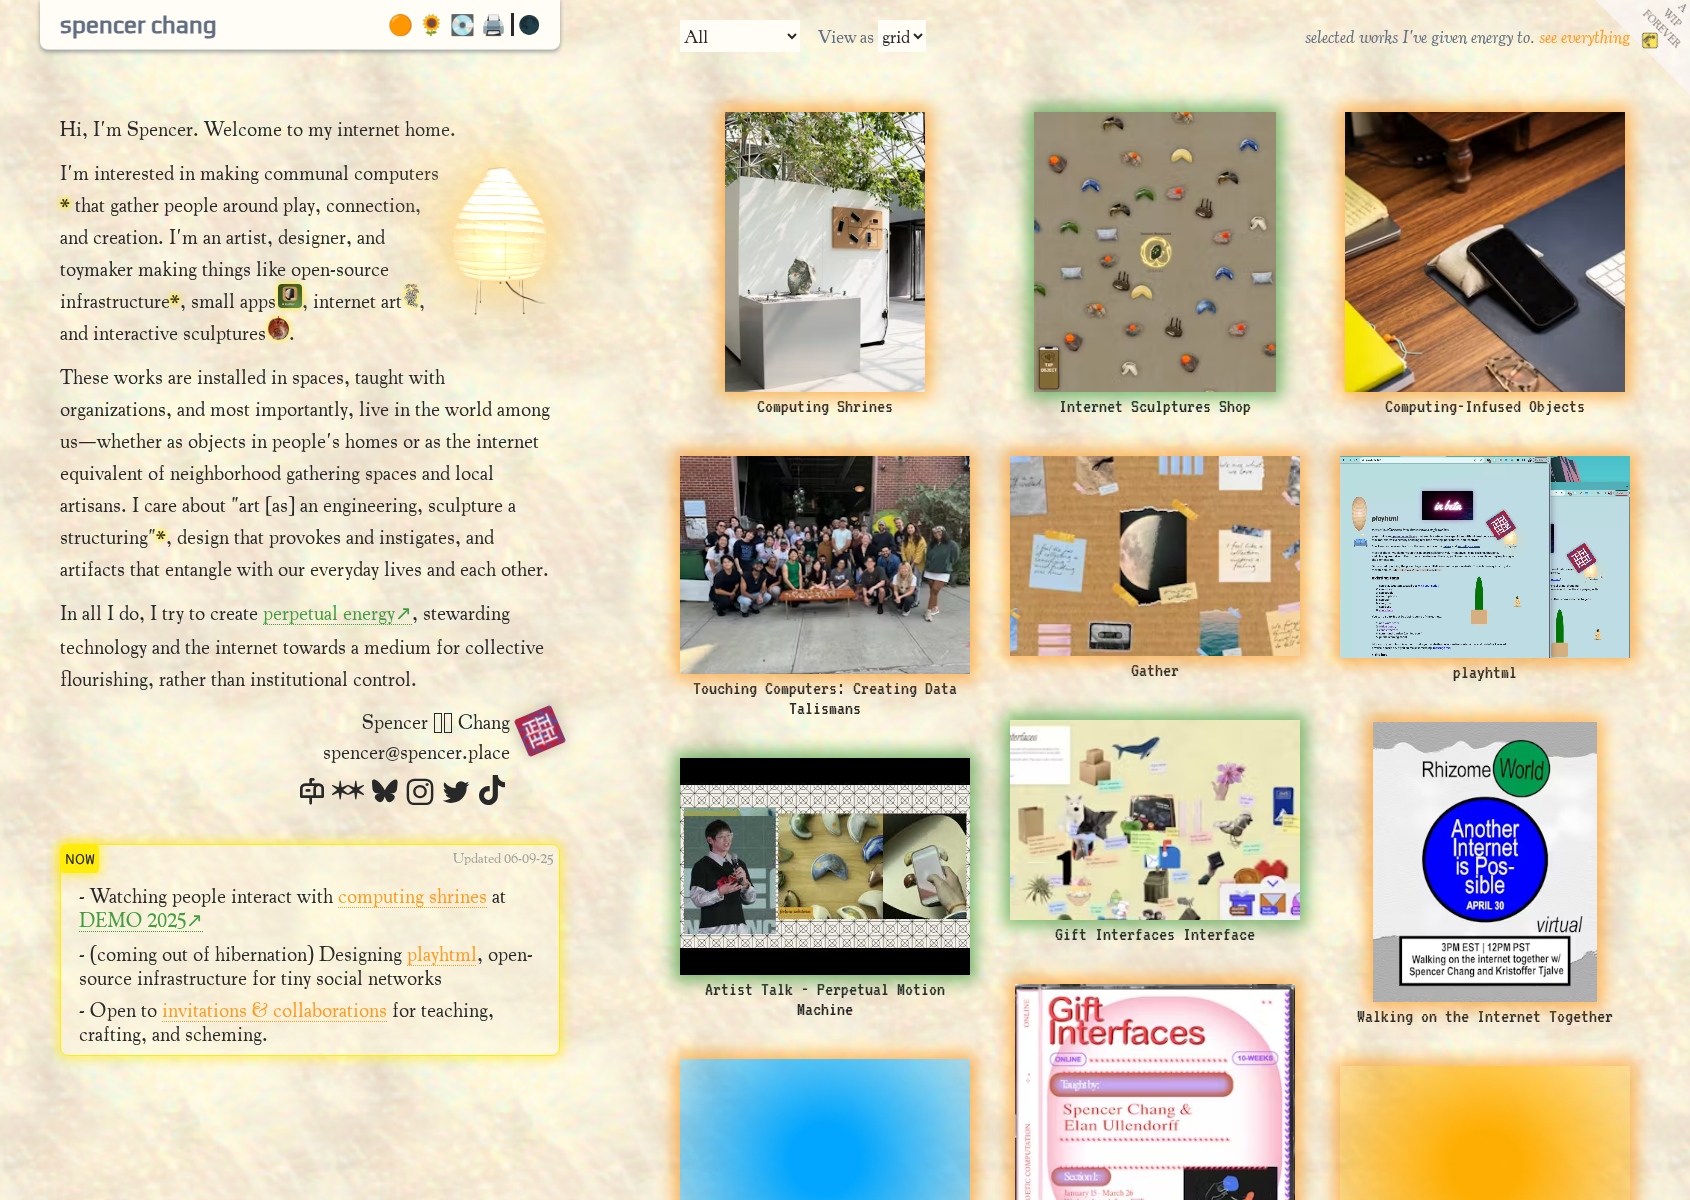 spencer chang
All
View as grid
selected works I've given energy to. see everything
A WIP FOREVER
Hi, I'm Spencer. Welcome to my internet home.
I'm interested in making communal computers
* that gather people around play, connection,
and creation. I'm an artist, designer, and
toymaker making things like open-source
infrastructure*, small apps, internet art,
and interactive sculptures.
These works are installed in spaces, taught with
organizations, and most importantly, live in the world among
us—whether as objects in people's homes or as the internet
equivalent of neighborhood gathering spaces and local
artisans. I care about "art [as] an engineering, sculpture a
structuring"*, design that provokes and instigates, and
artifacts that entangle with our everyday lives and each other.
In all I do, I try to create perpetual energy↗, stewarding
technology and the internet towards a medium for collective
flourishing, rather than institutional control.
Spencer Chang
spencer@spencer.place
NOW
Updated 06-09-25
- Watching people interact with computing shrines at
DEMO 2025↗
- (coming out of hibernation) Designing playhtml, open-
source infrastructure for tiny social networks
- Open to invitations & collaborations for teaching,
crafting, and scheming.
Computing Shrines
TAP
OBJECT
Internet Sculptures Shop
Computing-Infused Objects
Touching Computers: Creating Data
Talismans
Gather
in beta
playhtml
playhtml
Artist Talk - Perpetual Motion
Machine
Gift Interfaces Interface
Rhizome World
Another
Internet
is Pos-
sible
APRIL 30
virtual
3PM EST | 12PM PST
Walking on the internet together w/
Spencer Chang and Kristoffer Tjalve
Walking on the Internet Together
Gift
Interfaces
ONLINE
ONLINE
10-WEEKS
Taught by:
Spencer Chang &
Elan Ullendorff
Section 1:
January 15 - March 26